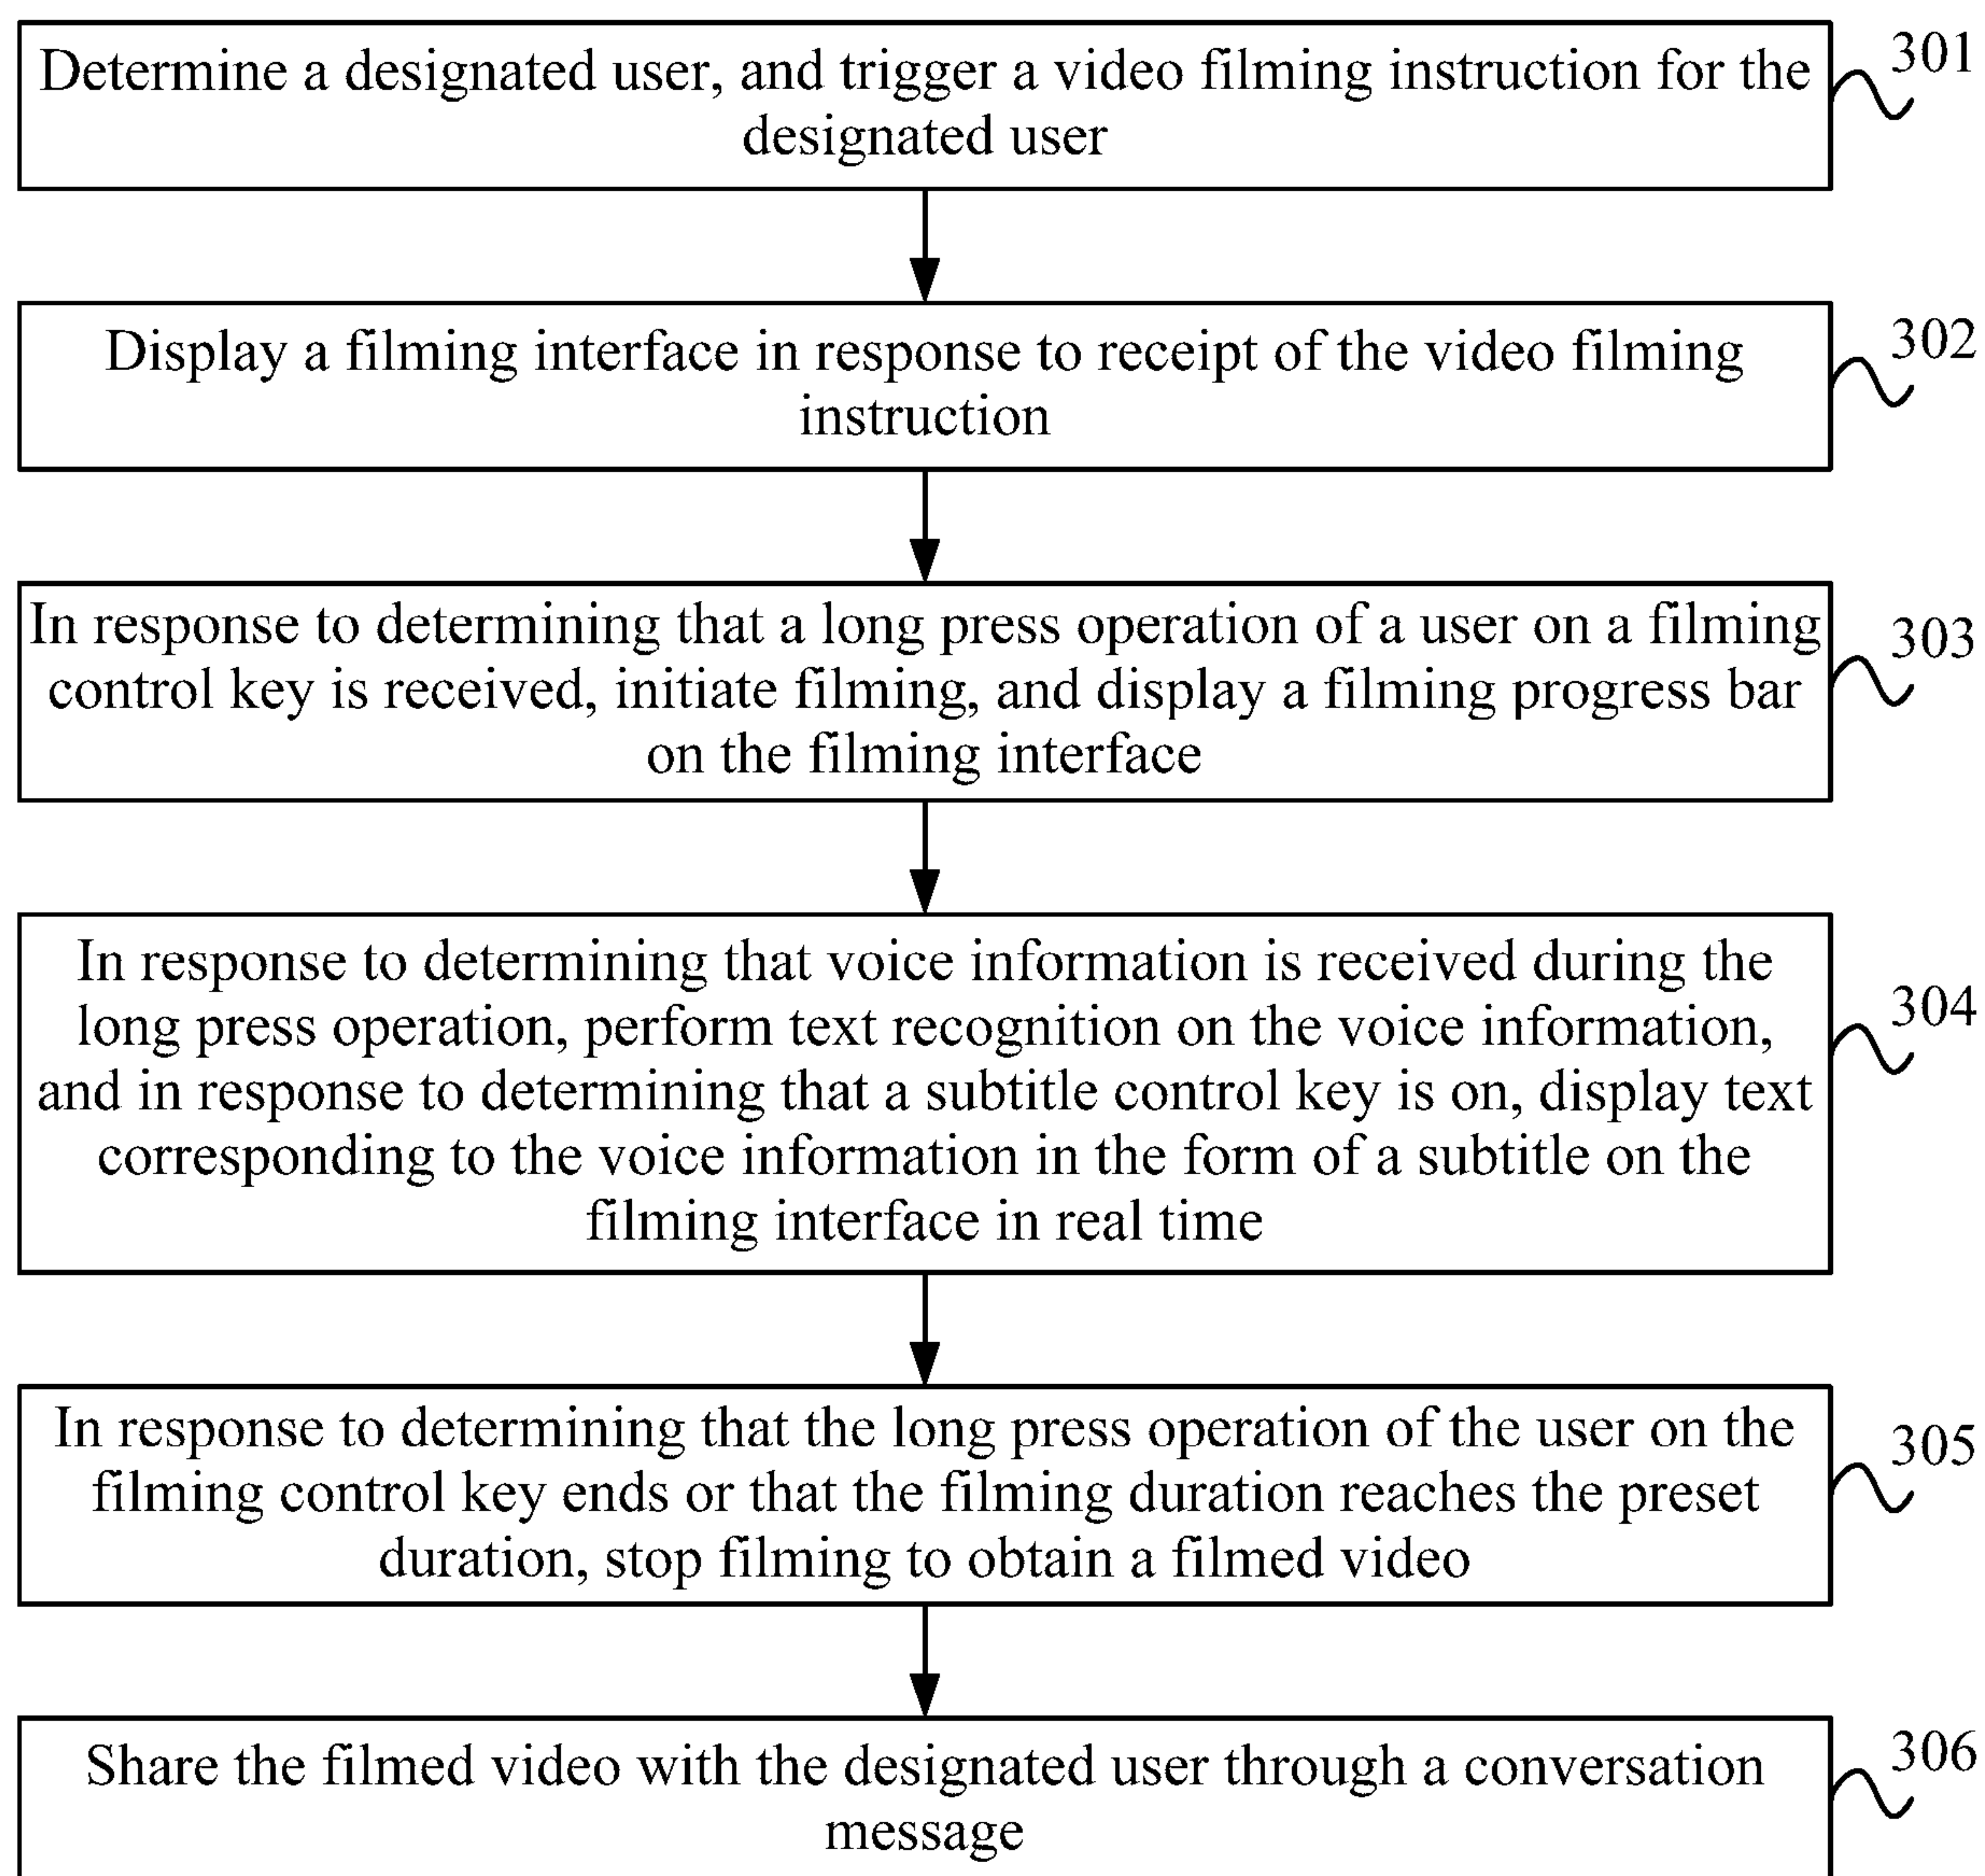 Determine a designated user, and trigger a video filming instruction for the
designated user
301
Display a filming interface in response to receipt of the video filming
instruction
302
In response to determining that a long press operation of a user on a filming
control key is received, initiate filming, and display a filming progress bar
on the filming interface
303
In response to determining that voice information is received during the
long press operation, perform text recognition on the voice information,
and in response to determining that a subtitle control key is on, display text
corresponding to the voice information in the form of a subtitle on the
filming interface in real time
304
In response to determining that the long press operation of the user on the
filming control key ends or that the filming duration reaches the preset
duration, stop filming to obtain a filmed video
305
Share the filmed video with the designated user through a conversation
message
306